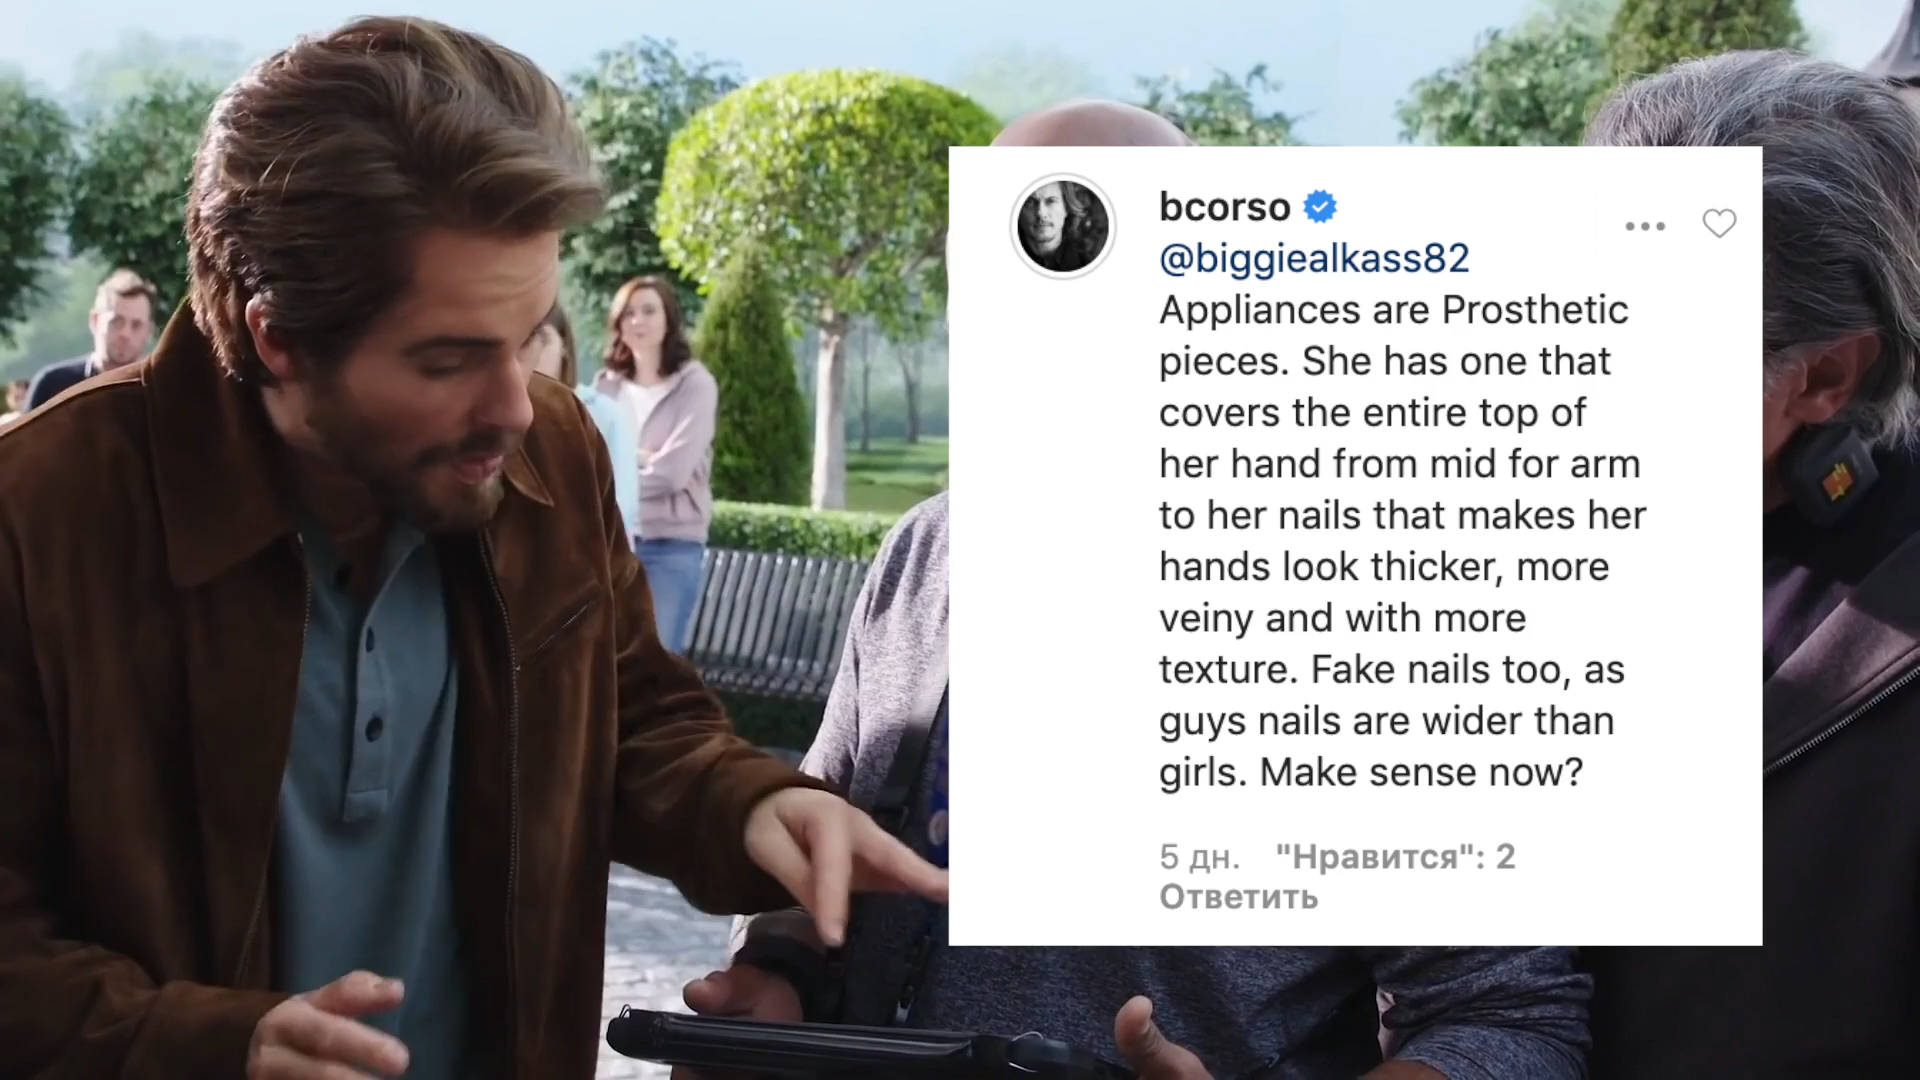 bcorso
@biggiealkass82
Appliances are Prosthetic
pieces. She has one that
covers the entire top of
her hand from mid for arm
to her nails that makes her
hands look thicker, more
veiny and with more
texture. Fake nails too, as
guys nails are wider than
girls. Make sense now?
5 дн. "Нравится": 2
Ответить